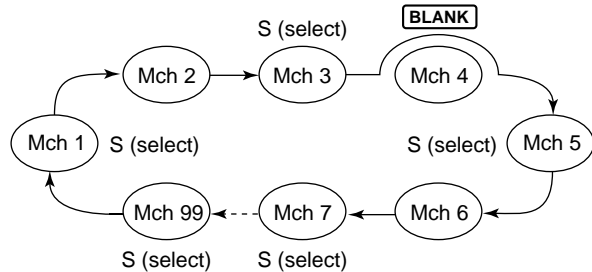 BLANK
S (select)
Mch 2
Mch 3
Mch 4
Mch 1
S (select)
S (select)
Mch 5
Mch 99
Mch 7
Mch 6
S (select)
S (select)